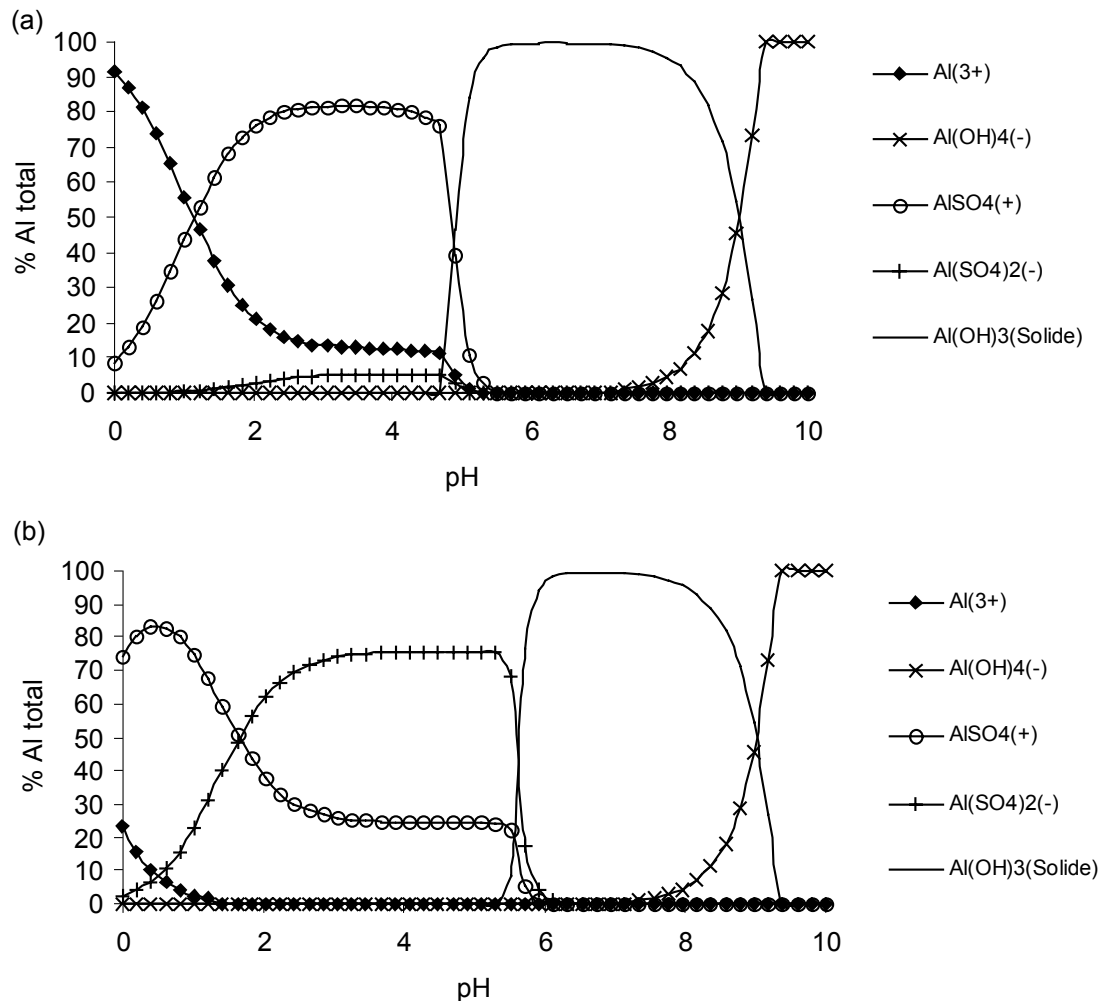 (a)
100
90
80
70
60
50
40
30
20
10
0
% Al total
0 2 4 6 8 10
pH
Al(3+)
Al(OH)4(-)
AlSO4(+)
Al(SO4)2(-)
Al(OH)3(Solide)
(b)
100
90
80
70
60
50
40
30
20
10
0
% Al total
0 2 4 6 8 10
pH
Al(3+)
Al(OH)4(-)
AlSO4(+)
Al(SO4)2(-)
Al(OH)3(Solide)